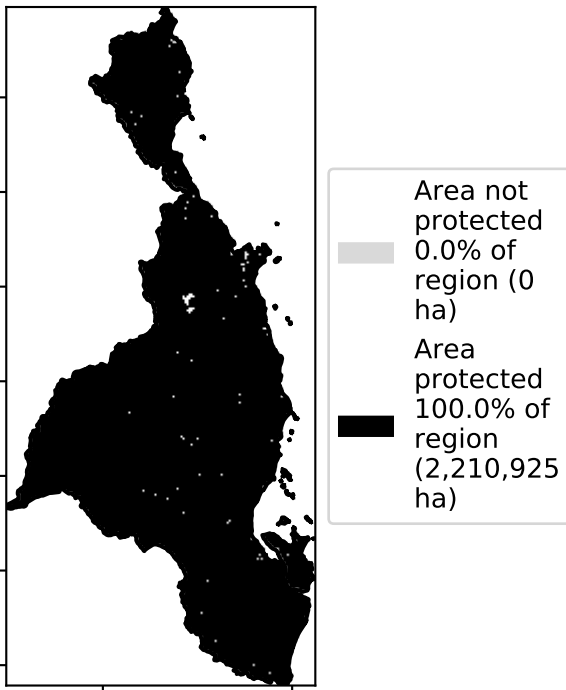 Area not
protected
0.0% of
region (0
ha)
Area
protected
100.0% of
region
(2,210,925
ha)